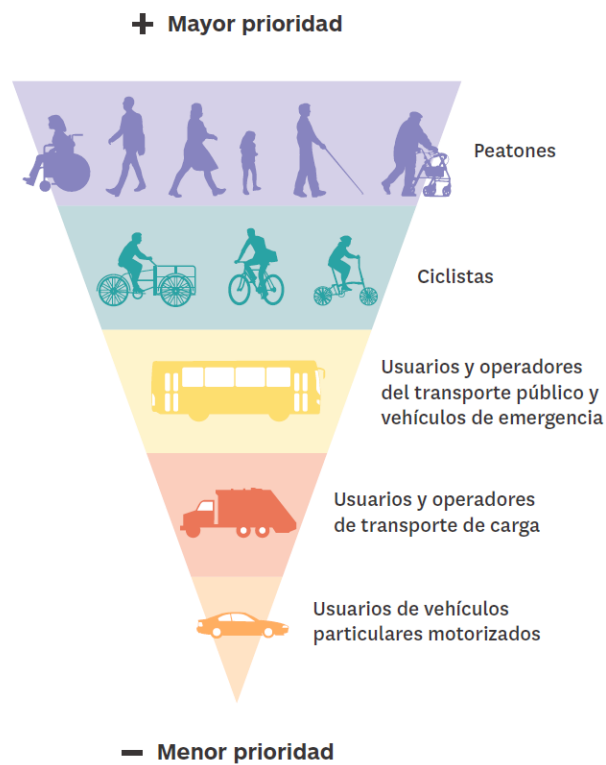 + Mayor prioridad
Peatones
Ciclistas
Usuarios y operadores
del transporte público y
vehículos de emergencia
Usuarios y operadores
de transporte de carga
Usuarios de vehículos
particulares motorizados
− Menor prioridad